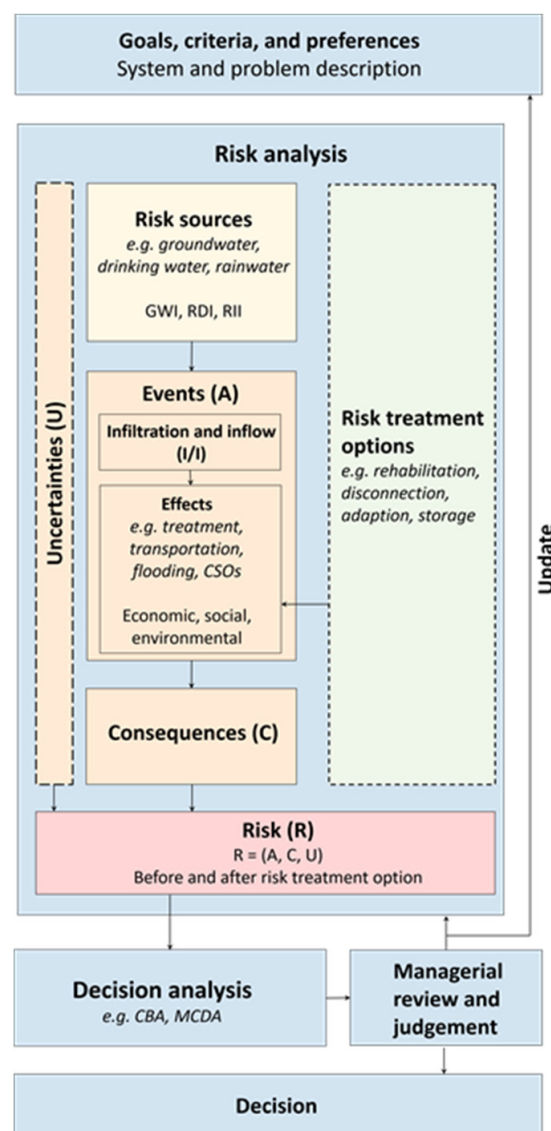 Goals, criteria, and preferences
System and problem description
Risk analysis
Uncertainties (U)
Risk sources
e.g. groundwater,
drinking water, rainwater
GWI, RDI, RII
Events (A)
Infiltration and inflow
(I/I)
Effects
e.g. treatment,
transportation,
flooding, CSOs
Economic, social,
environmental
Consequences (C)
Risk treatment
options
e.g. rehabilitation,
disconnection,
adaption, storage
Update
Risk (R)
R = (A, C, U)
Before and after risk treatment option
Decision analysis
e.g. CBA, MCDA
Managerial
review and
judgement
Decision